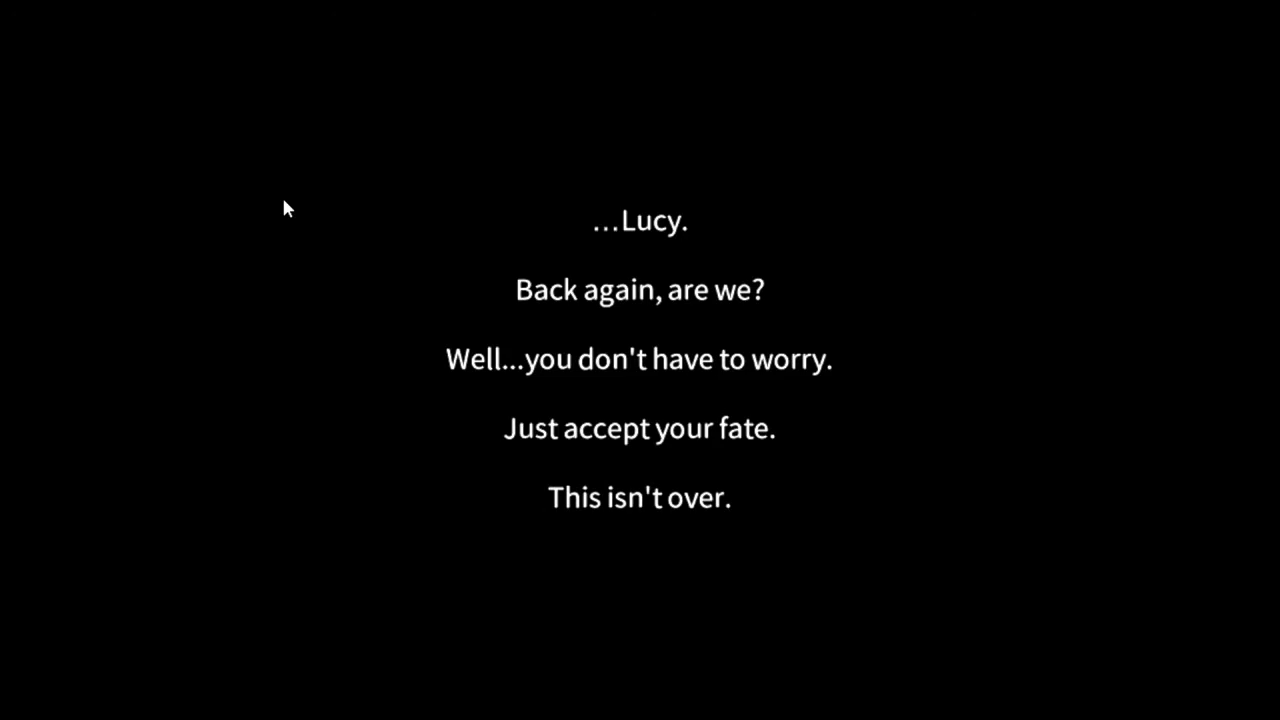 …Lucy.
Back again, are we?
Well...you don't have to worry.
Just accept your fate.
This isn't over.